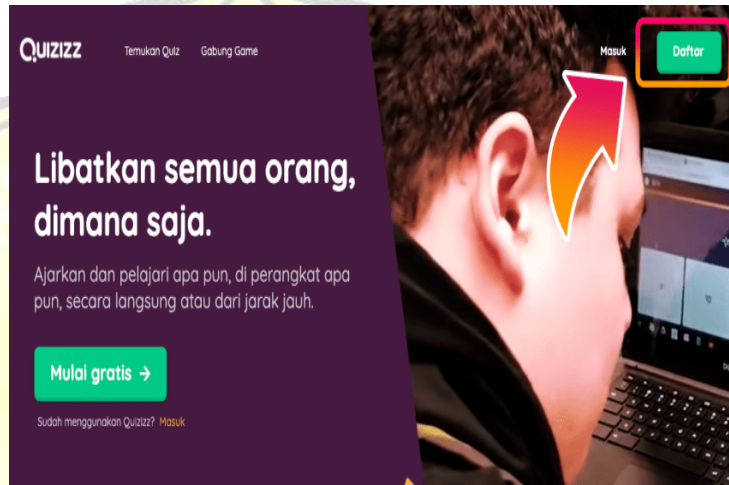 Quizizz
Temukan Quiz
Gabung Game
Masuk
Daftar
Libatkan semua orang,
dimana saja.
Ajarkan dan pelajari apa pun, di perangkat apa
pun, secara langsung atau dari jarak jauh.
Mulai gratis →
Sudah menggunakan Quizizz? Masuk